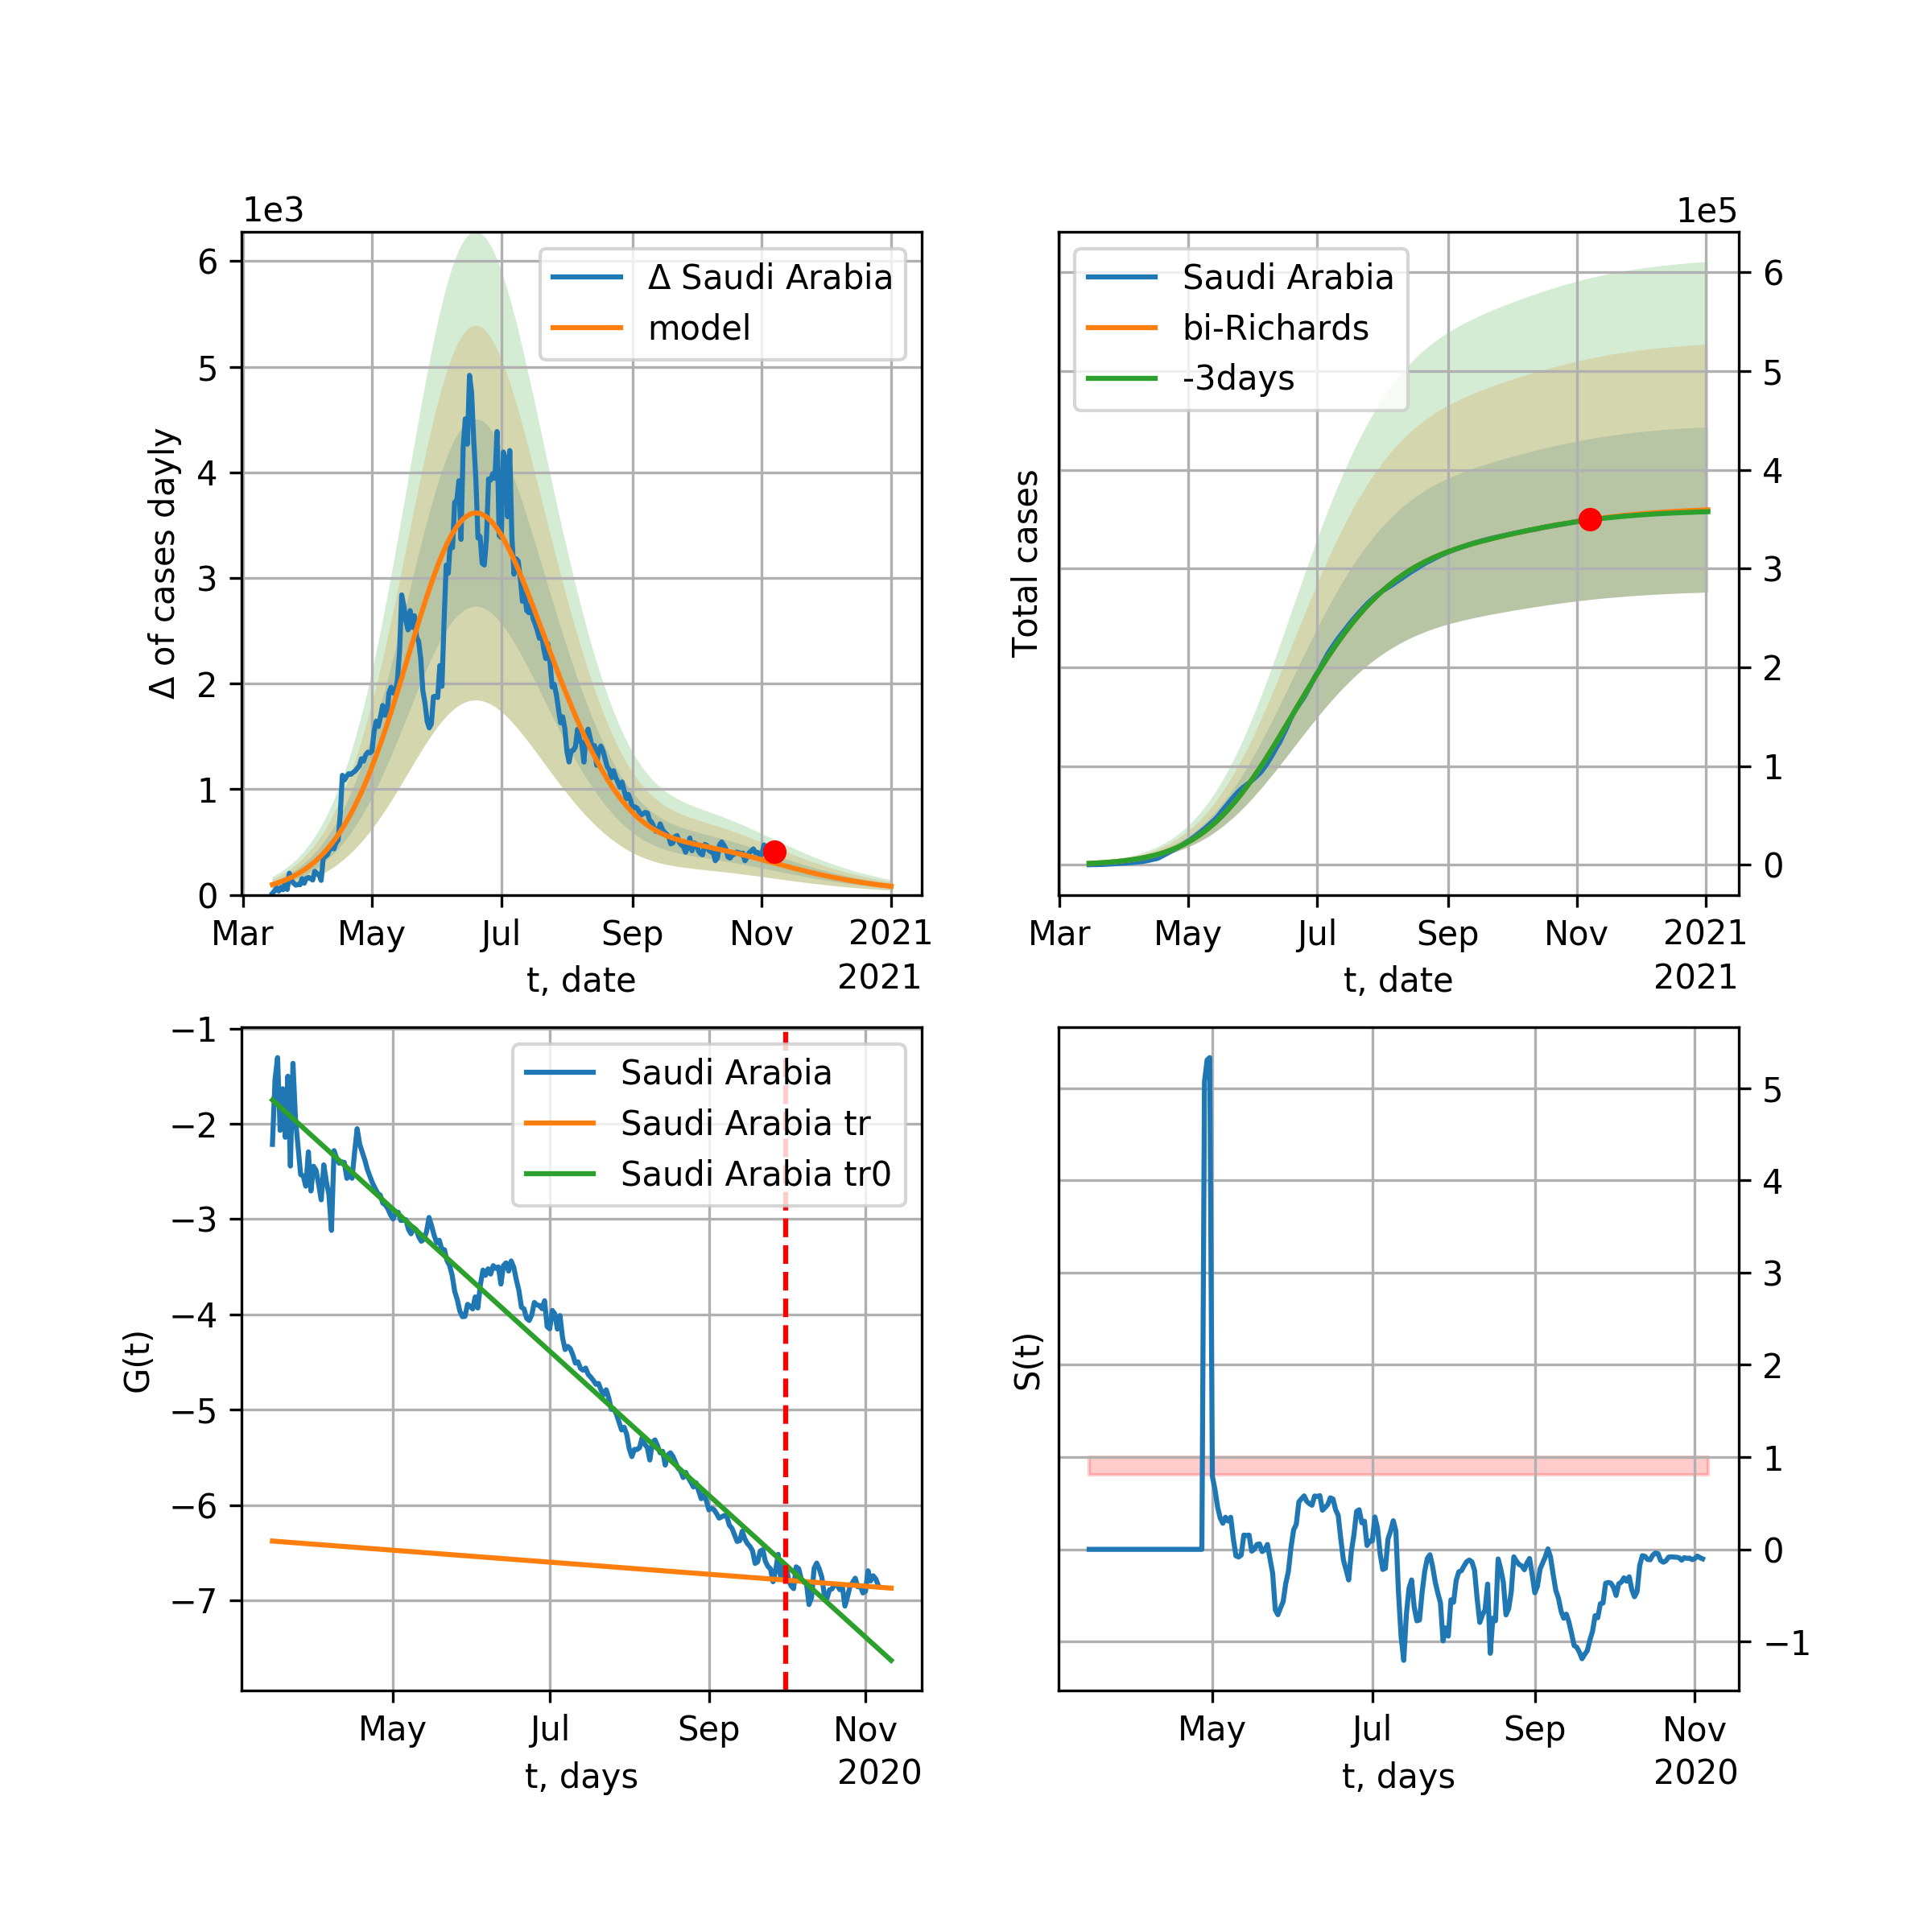 1e3
6
5
4
3
2
1
0
Δ of cases dayly
Δ Saudi Arabia
model
Mar May Jul Sep Nov 2021
t, date 2021
1e5
Total cases
Saudi Arabia
bi-Richards
-3days
6
5
4
3
2
1
0
Mar May Jul Sep Nov 2021
t, date 2021
−1
−2
−3
−4
−5
−6
−7
G(t)
Saudi Arabia
Saudi Arabia tr
Saudi Arabia tr0
May Jul Sep Nov
t, days 2020
S(t)
5
4
3
2
1
0
−1
May Jul Sep Nov
t, days 2020